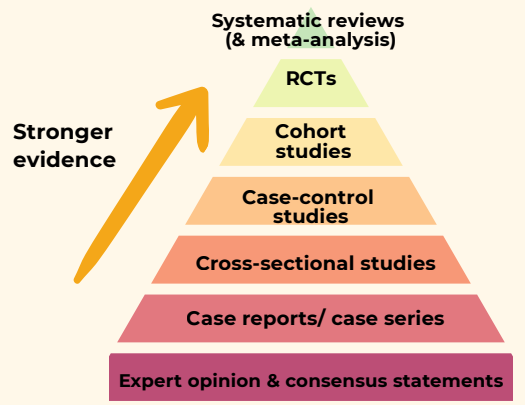 Systematic reviews
(& meta-analysis)
RCTs
Stronger
evidence
Cohort
studies
Case-control
studies
Cross-sectional studies
Case reports/ case series
Expert opinion & consensus statements